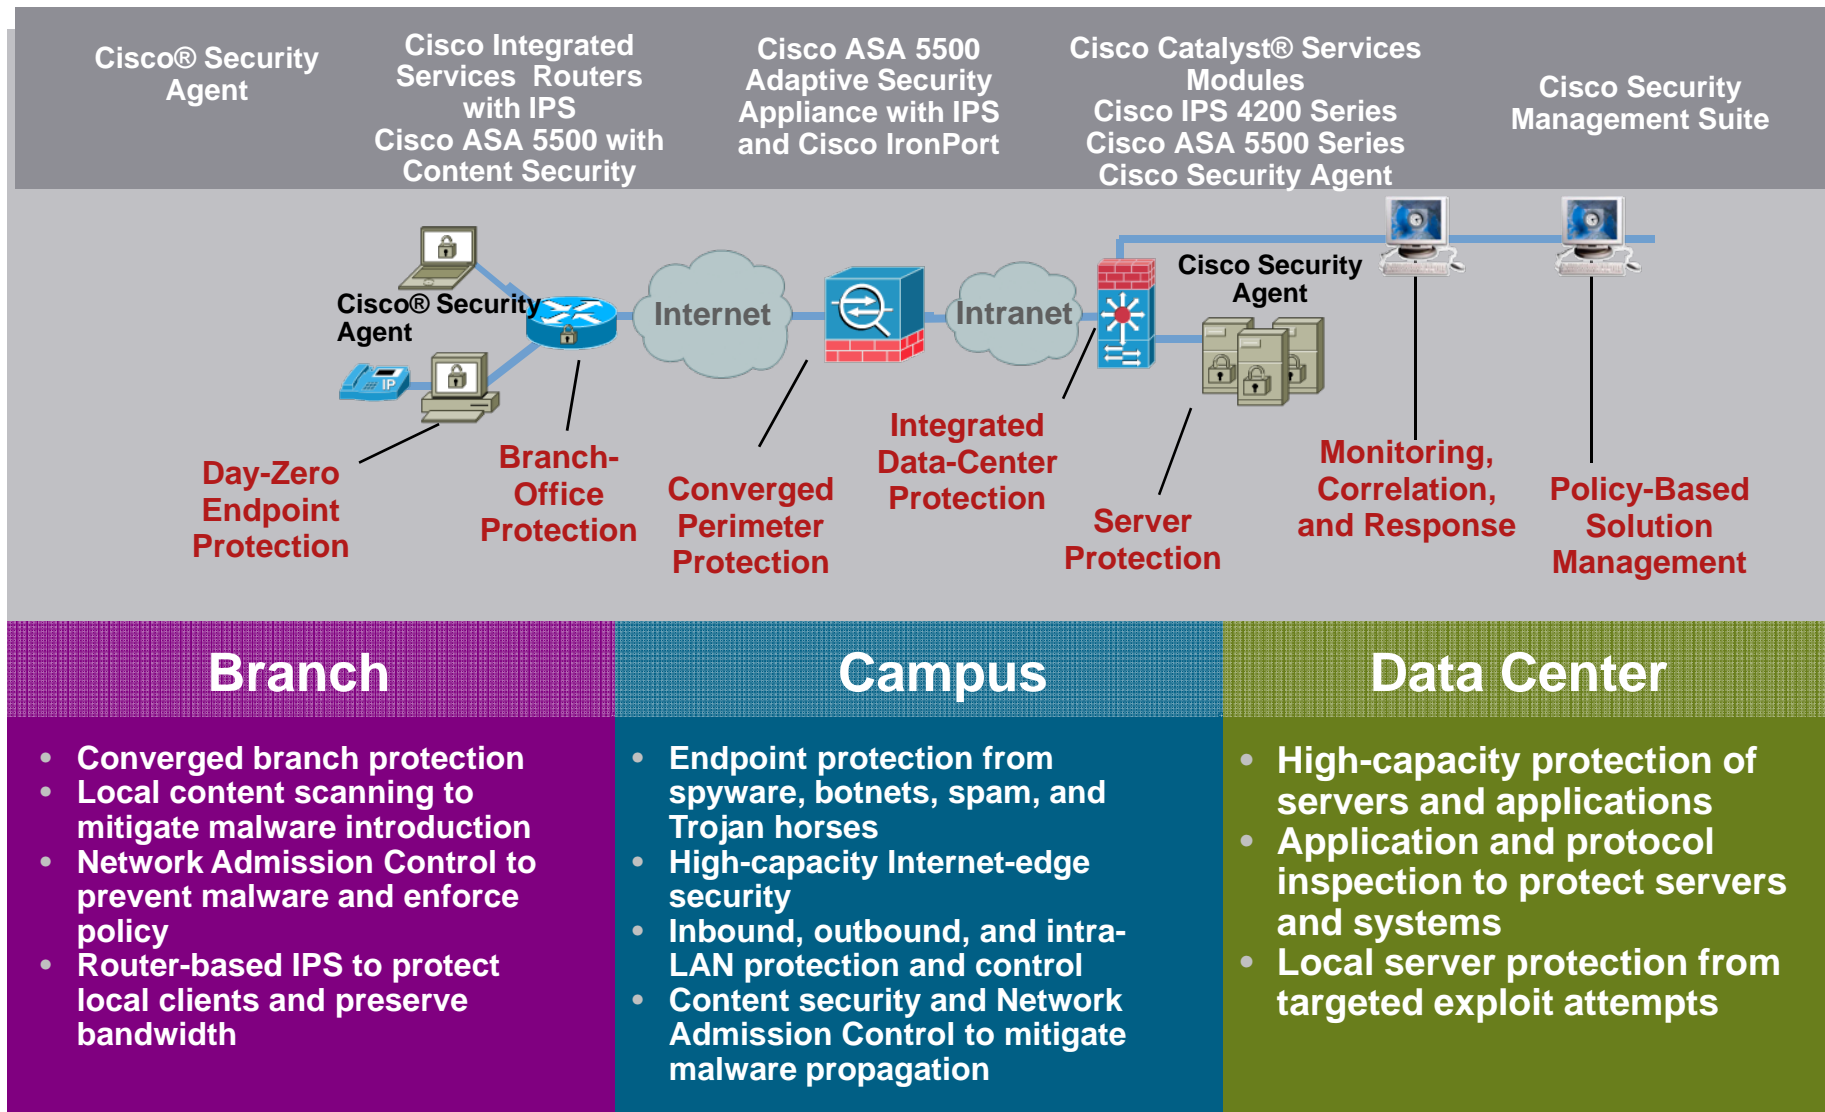 Cisco® Security
Agent
Cisco Integrated
Services Routers
with IPS
Cisco ASA 5500 with
Content Security
Cisco ASA 5500
Adaptive Security
Appliance with IPS
and Cisco IronPort
Cisco Catalyst® Services
Modules
Cisco IPS 4200 Series
Cisco ASA 5500 Series
Cisco Security Agent
Cisco Security
Management Suite
Cisco® Security
Agent
IP
Internet
Intranet
Cisco Security
Agent
Day-Zero
Endpoint
Protection
Branch-
Office
Protection
Converged
Perimeter
Protection
Integrated
Data-Center
Protection
Server
Protection
Monitoring,
Correlation,
and Response
Policy-Based
Solution
Management
Branch
• Converged branch protection
• Local content scanning to
mitigate malware introduction
• Network Admission Control to
prevent malware and enforce
policy
• Router-based IPS to protect
local clients and preserve
bandwidth
Campus
• Endpoint protection from
spyware, botnets, spam, and
Trojan horses
• High-capacity Internet-edge
security
• Inbound, outbound, and intra-
LAN protection and control
• Content security and Network
Admission Control to mitigate
malware propagation
Data Center
• High-capacity protection of
servers and applications
• Application and protocol
inspection to protect servers
and systems
• Local server protection from
targeted exploit attempts